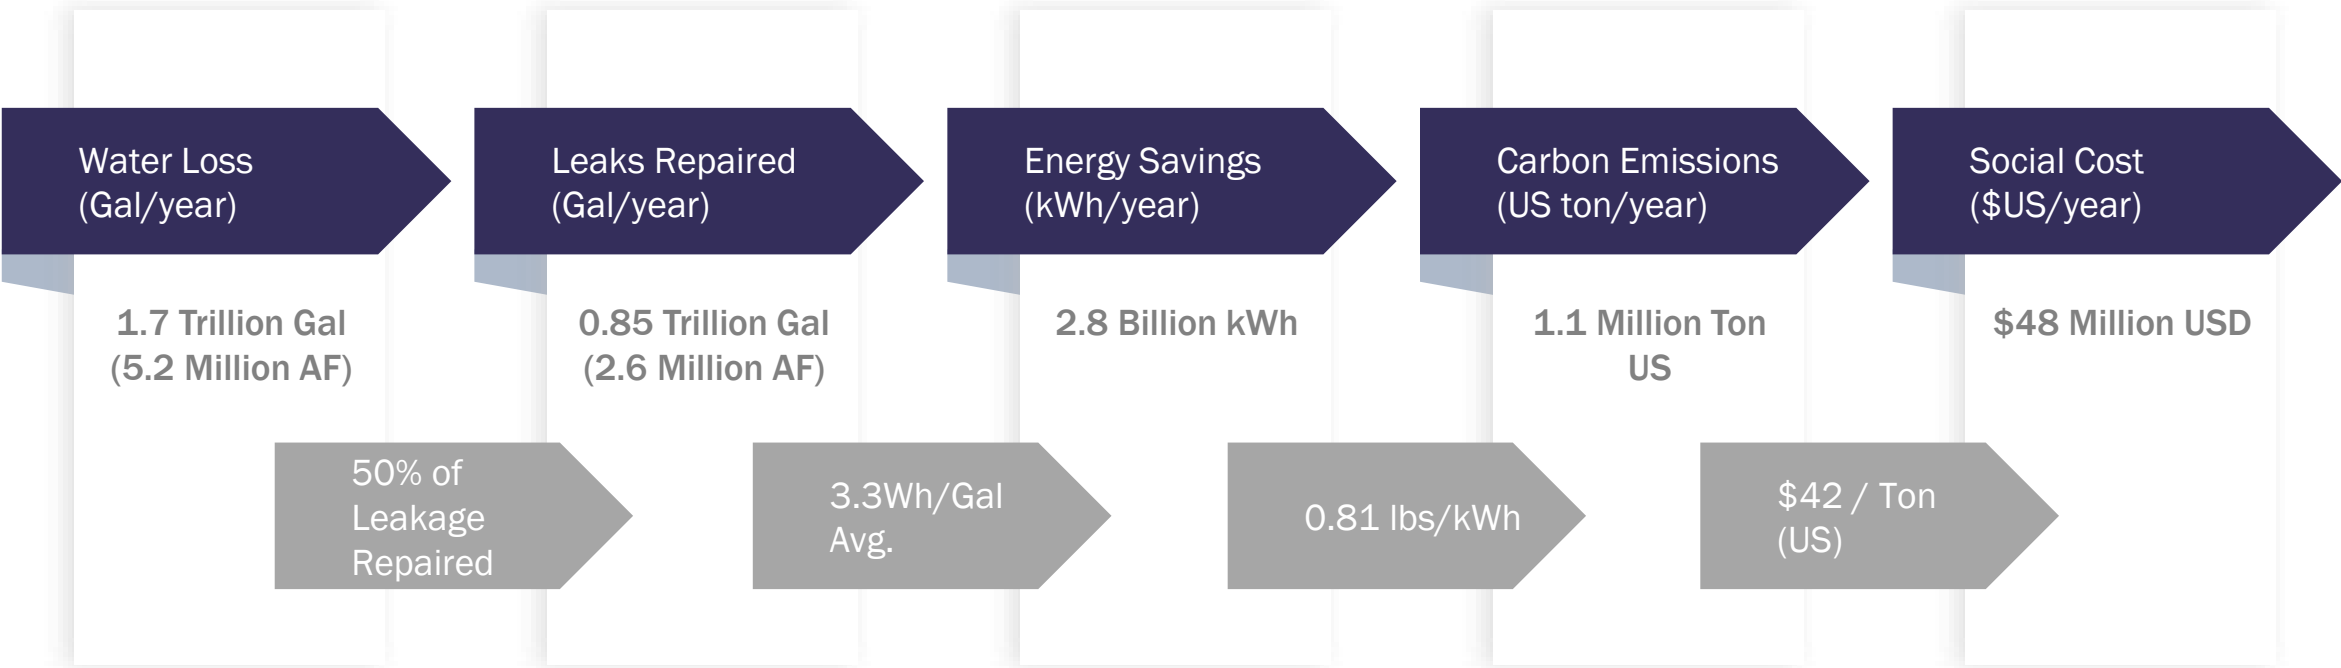 Water Loss
(Gal/year)
Leaks Repaired
(Gal/year)
Energy Savings
(kWh/year)
Carbon Emissions
(US ton/year)
Social Cost
($US/year)
1.7 Trillion Gal
(5.2 Million AF)
0.85 Trillion Gal
(2.6 Million AF)
2.8 Billion kWh
1.1 Million Ton
US
$48 Million USD
50% of
Leakage
Repaired
3.3Wh/Gal
Avg.
0.81 lbs/kWh
$42 / Ton
(US)